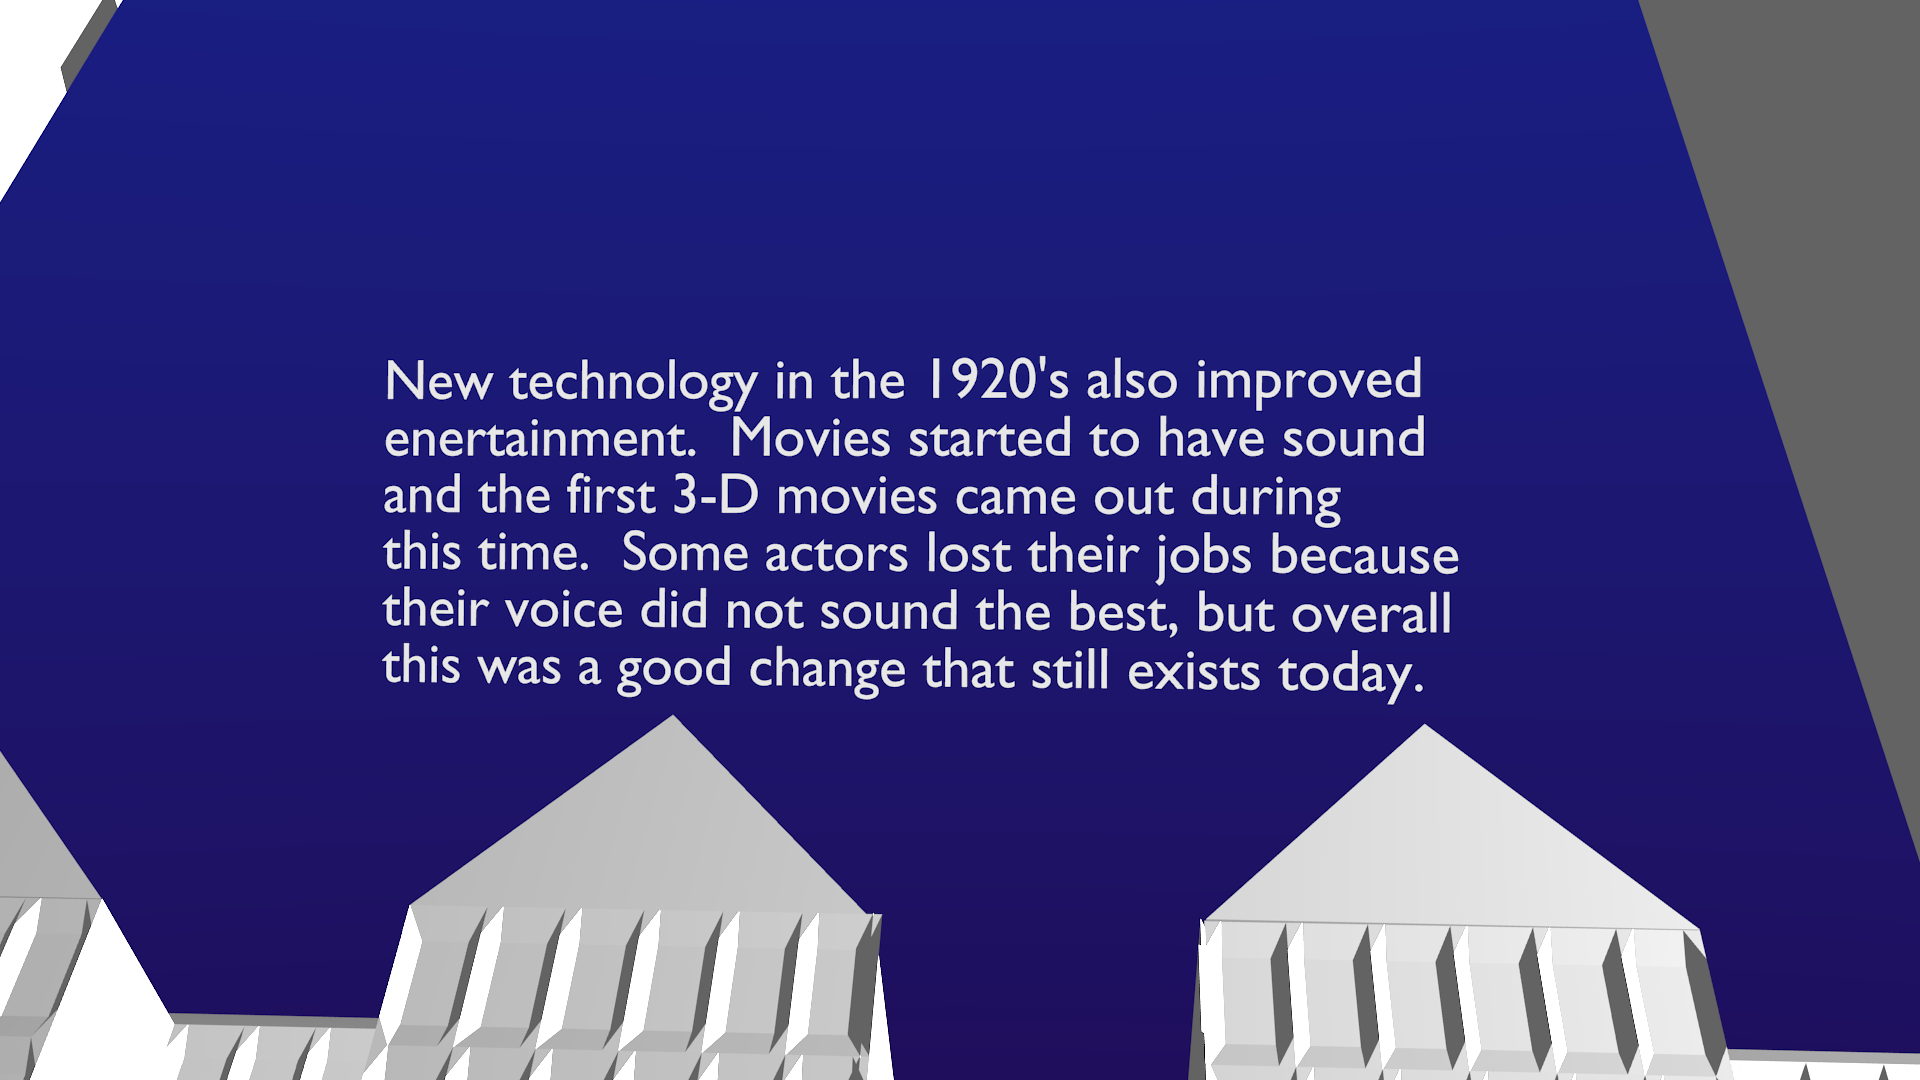 New technology in the 1920's also improved
enertainment.  Movies started to have sound
and the first 3-D movies came out during
this time.  Some actors lost their jobs because
their voice did not sound the best, but overall
this was a good change that still exists today.